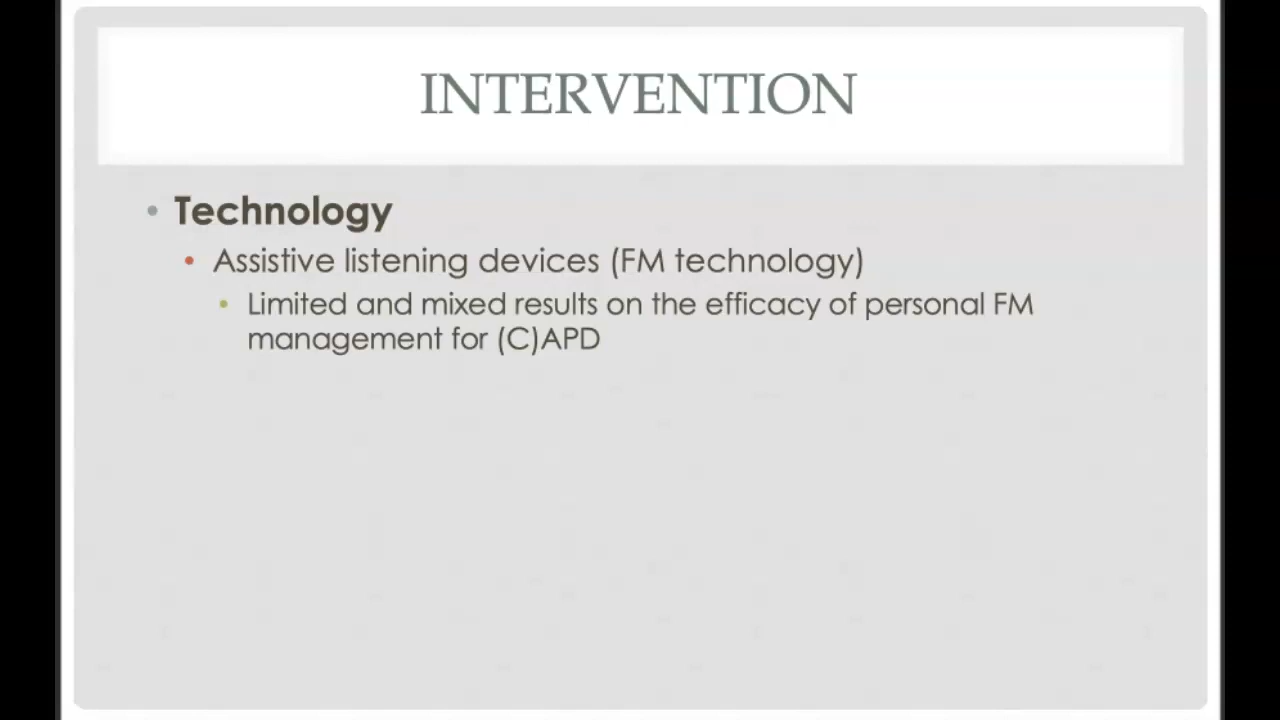 INTERVENTION
• Technology
• Assistive listening devices (FM technology)
• Limited and mixed results on the efficacy of personal FM
management for (C)APD